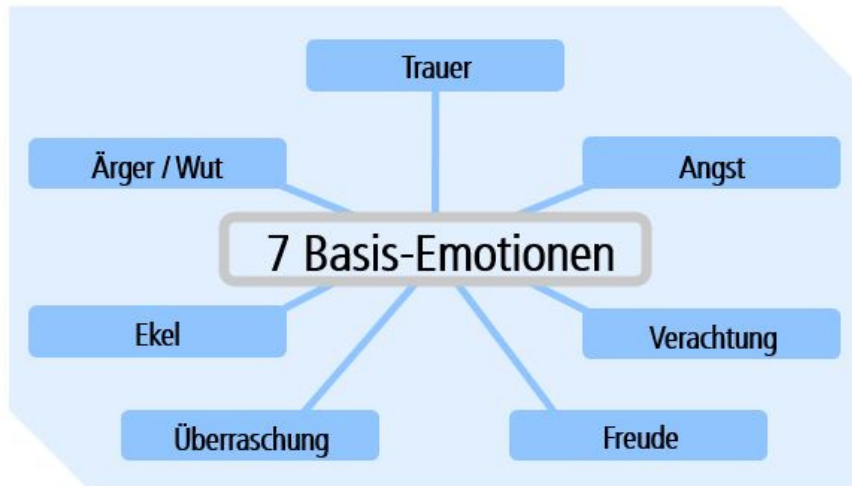 Trauer
Ärger / Wut
Angst
7 Basis-Emotionen
Ekel
Verachtung
Überraschung
Freude